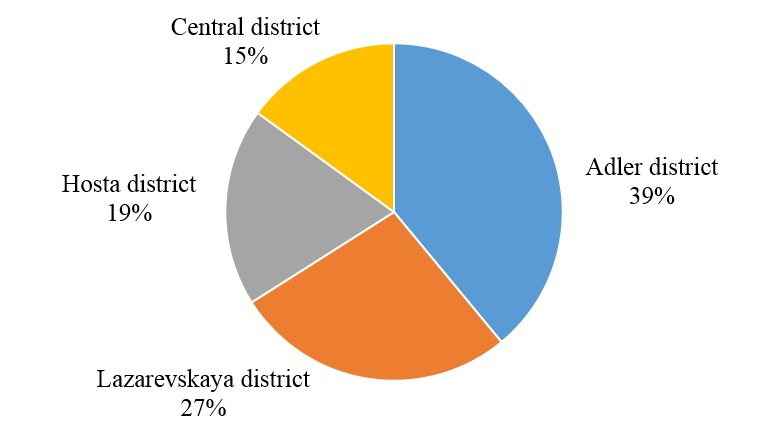 Central district
15%
Adler district
39%
Hosta district
19%
Lazarevskaya district
27%